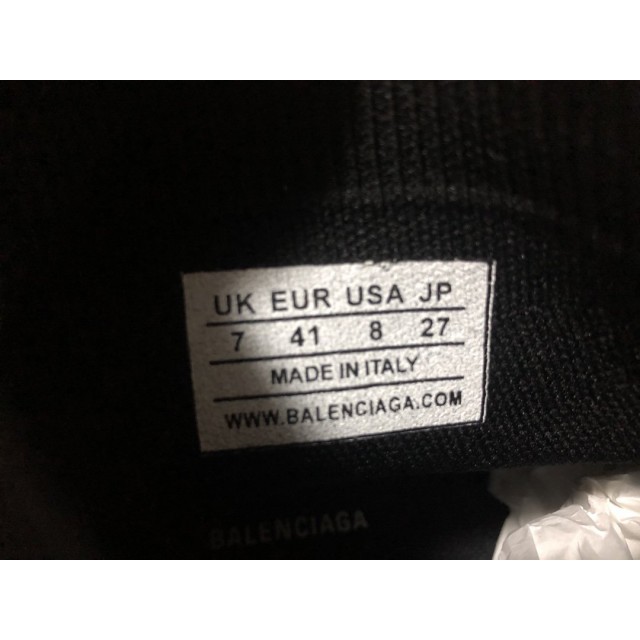 UK EUR USA JP
7 41 8 27
MADE IN ITALY
WWW.BALENCIAGA.COM
BALENCIAGA